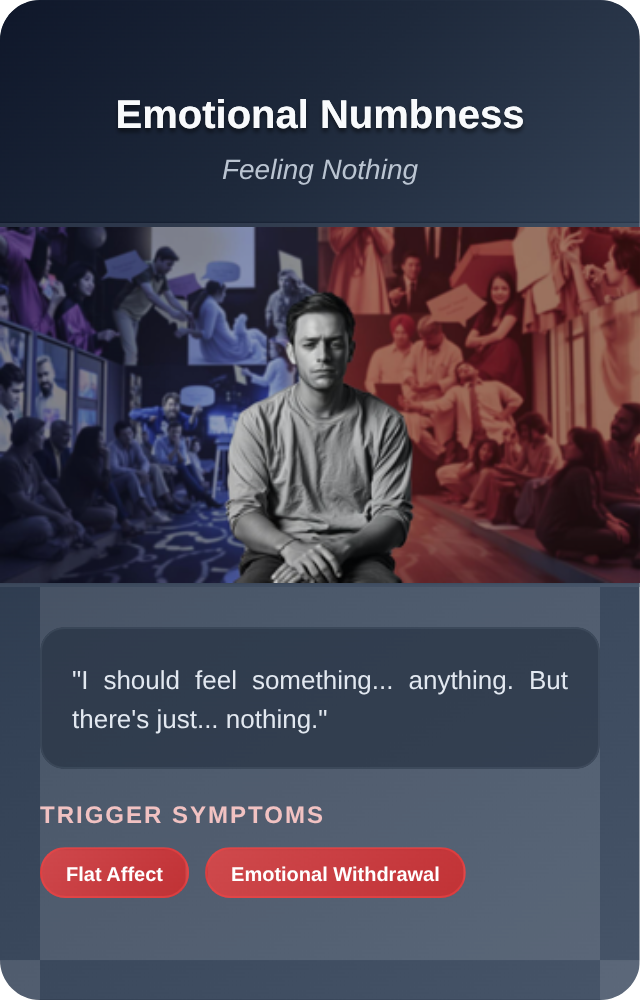 Emotional Numbness
Feeling Nothing
"I should feel something... anything. But
there's just... nothing."
TRIGGER SYMPTOMS
Flat Affect
Emotional Withdrawal